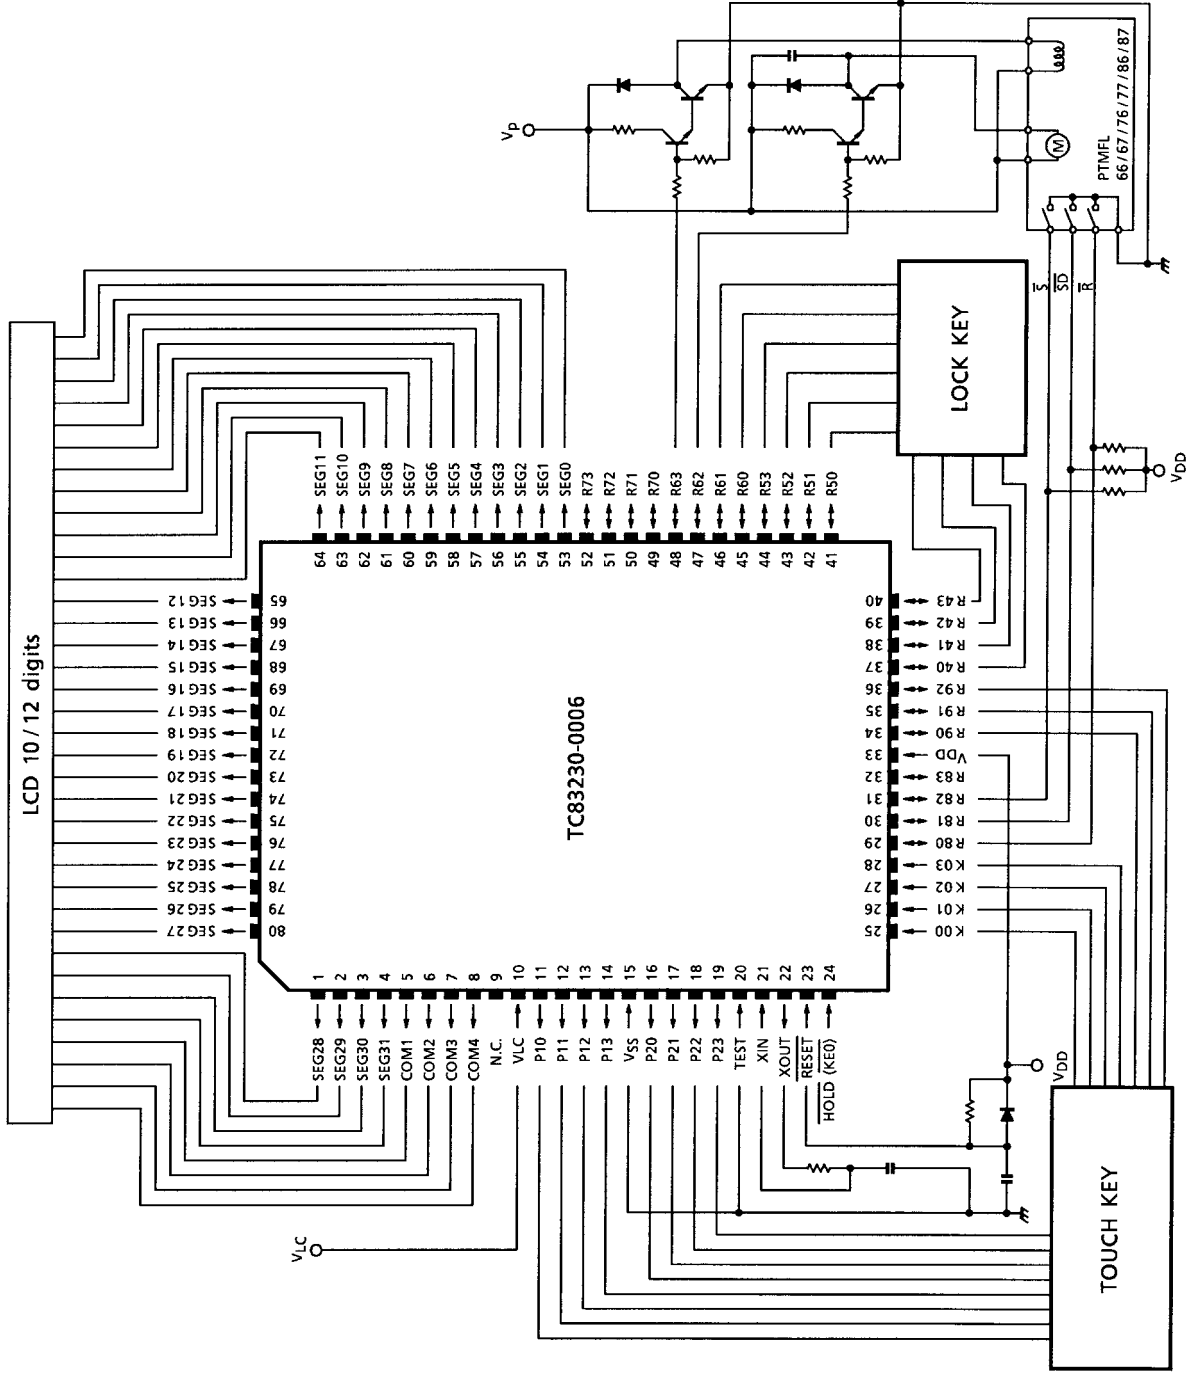 LCD 10/12 digits
VP
PTMFL
66/67/76/77/86/87
M
S
SD
R
VDD
LOCK KEY
SEG11
SEG10
SEG9
SEG8
SEG7
SEG6
SEG5
SEG4
SEG3
SEG2
SEG1
SEG0
R73
R72
R71
R70
R63
R62
R61
R60
R53
R52
R51
R50
64
63
62
61
60
59
58
57
56
55
54
53
52
51
50
49
48
47
46
45
44
43
42
41
SEG12 65
SEG13 66
SEG14 67
SEG15 68
SEG16 69
SEG17 70
SEG18 71
SEG19 72
SEG20 73
SEG21 74
SEG22 75
SEG23 76
SEG24 77
SEG25 78
SEG26 79
SEG27 80
TC83230-0006
40 R43
39 R42
38 R41
37 R40
36 R92
35 R91
34 R90
33 VDD
32 R83
31 R82
30 R81
29 R80
28 K03
27 K02
26 K01
25 K00
1
2
3
4
5
6
7
8
9
10
11
12
13
14
15
16
17
18
19
20
21
22
23
24
SEG28
SEG29
SEG30
SEG31
COM1
COM2
COM3
COM4
N.C.
VLC
P10
P11
P12
P13
VSS
P20
P21
P22
P23
TEST
XIN
XOUT
RESET
HOLD (KE0)
VLC
VDD
TOUCH KEY